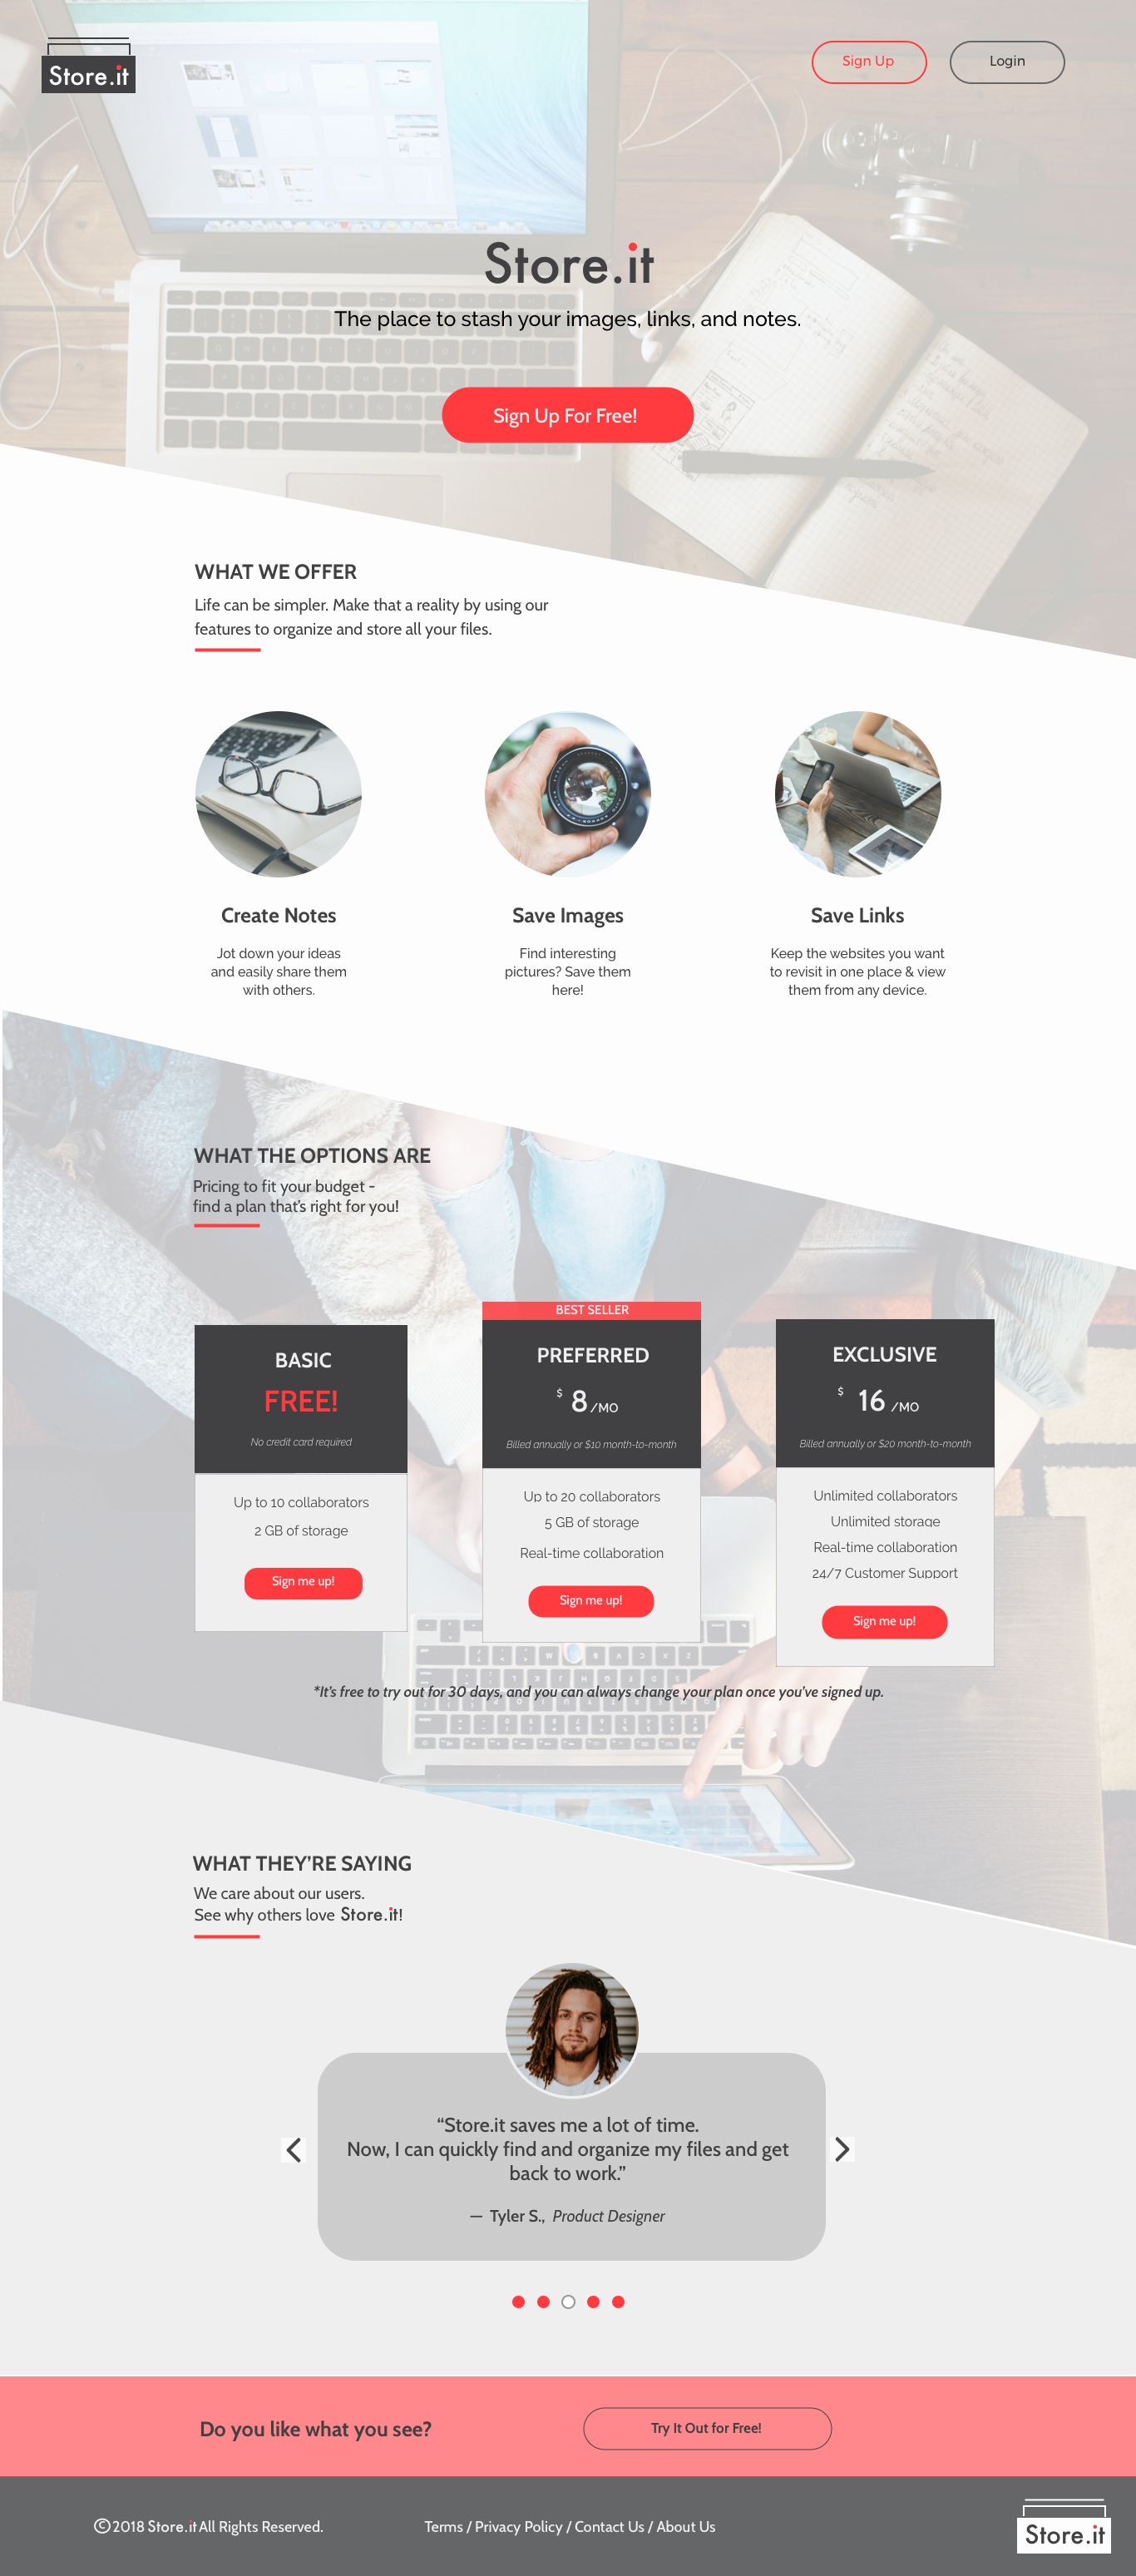 Store.it
Sign Up
Login
Store.it
The place to stash your images, links, and notes.
Sign Up For Free!
WHAT WE OFFER
Life can be simpler. Make that a reality by using our
features to organize and store all your files.
Create Notes
Jot down your ideas
and easily share them
with others.
Save Images
Find interesting
pictures? Save them
here!
Save Links
Keep the websites you want
to revisit in one place & view
them from any device.
WHAT THE OPTIONS ARE
Pricing to fit your budget -
find a plan that's right for you!
BASIC
FREE!
No credit card required
Up to 10 collaborators
2 GB of storage
Sign me up!
BEST SELLER
PREFERRED
$ 8 /MO
Billed annually or $10 month-to-month
Up to 20 collaborators
5 GB of storage
Real-time collaboration
Sign me up!
EXCLUSIVE
$ 16 /MO
Billed annually or $20 month-to-month
Unlimited collaborators
Unlimited storage
Real-time collaboration
24/7 Customer Support
Sign me up!
*It's free to try out for 30 days, and you can always change your plan once you've signed up.
WHAT THEY'RE SAYING
We care about our users.
See why others love Store.it!
“Store.it saves me a lot of time.
Now, I can quickly find and organize my files and get
back to work.”
— Tyler S., Product Designer
Do you like what you see?
Try It Out for Free!
©2018 Store.it All Rights Reserved.
Terms / Privacy Policy / Contact Us / About Us
Store.it